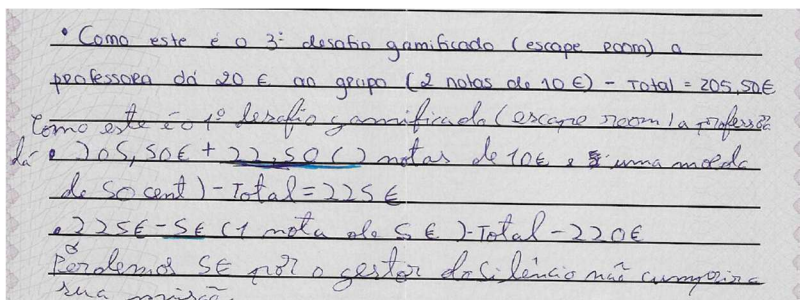 • Como este é o 3º desafio gamificado (escape room) a
professora dá 20 € ao grupo (2 notas de 10 €) - Total = 205,50€
Como este é o 1º desafio gamificado (escape room) a professora
dá • 205,50€ + 22,50 (2 notas de 10€ e uma moeda
de 50 cent) - Total = 225€
• 225€ - 5€ (1 nota de 5 €) - Total - 220€
Perdemos 5€ por o gestor do silêncio não cumprir a
sua missão.